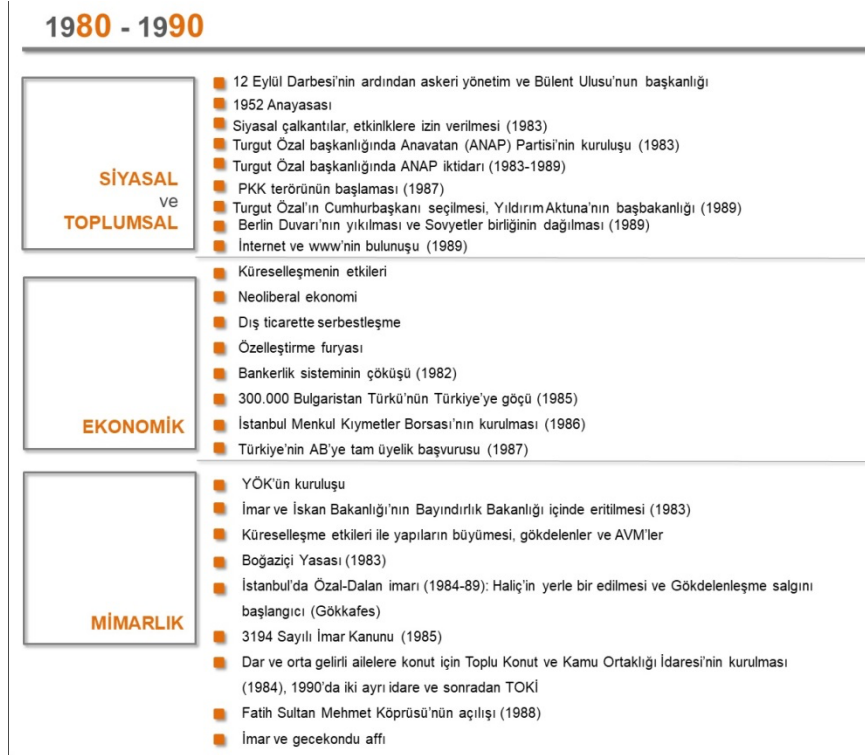 1980 - 1990
SİYASAL
ve
TOPLUMSAL
12 Eylül Darbesi'nin ardından askeri yönetim ve Bülent Ulusu'nun başkanlığı
1952 Anayasası
Siyasal çalkantılar, etkinlklere izin verilmesi (1983)
Turgut Özal başkanlığında Anavatan (ANAP) Partisi'nin kuruluşu (1983)
Turgut Özal başkanlığında ANAP iktidarı (1983-1989)
PKK terörünün başlaması (1987)
Turgut Özal'ın Cumhurbaşkanı seçilmesi, Yıldırım Aktuna'nın başbakanlığı (1989)
Berlin Duvarı'nın yıkılması ve Sovyetler birliğinin dağılması (1989)
İnternet ve www'nin bulunuşu (1989)
EKONOMİK
Küreselleşmenin etkileri
Neoliberal ekonomi
Dış ticarette serbestleşme
Özelleştirme furyası
Bankerlik sisteminin çöküşü (1982)
300.000 Bulgaristan Türkü'nün Türkiye'ye göçü (1985)
İstanbul Menkul Kıymetler Borsası'nın kurulması (1986)
Türkiye'nin AB'ye tam üyelik başvurusu (1987)
MİMARLIK
YÖK'ün kuruluşu
İmar ve İskan Bakanlığı'nın Bayındırlık Bakanlığı içinde eritilmesi (1983)
Küreselleşme etkileri ile yapıların büyümesi, gökdelenler ve AVM'ler
Boğaziçi Yasası (1983)
İstanbul'da Özal-Dalan imarı (1984-89): Haliç'in yerle bir edilmesi ve Gökdelenleşme salgını
başlangıcı (Gökkafes)
3194 Sayılı İmar Kanunu (1985)
Dar ve orta gelirli ailelere konut için Toplu Konut ve Kamu Ortaklığı İdaresi'nin kurulması
(1984), 1990'da iki ayrı idare ve sonradan TOKİ
Fatih Sultan Mehmet Köprüsü'nün açılışı (1988)
İmar ve gecekondu affı